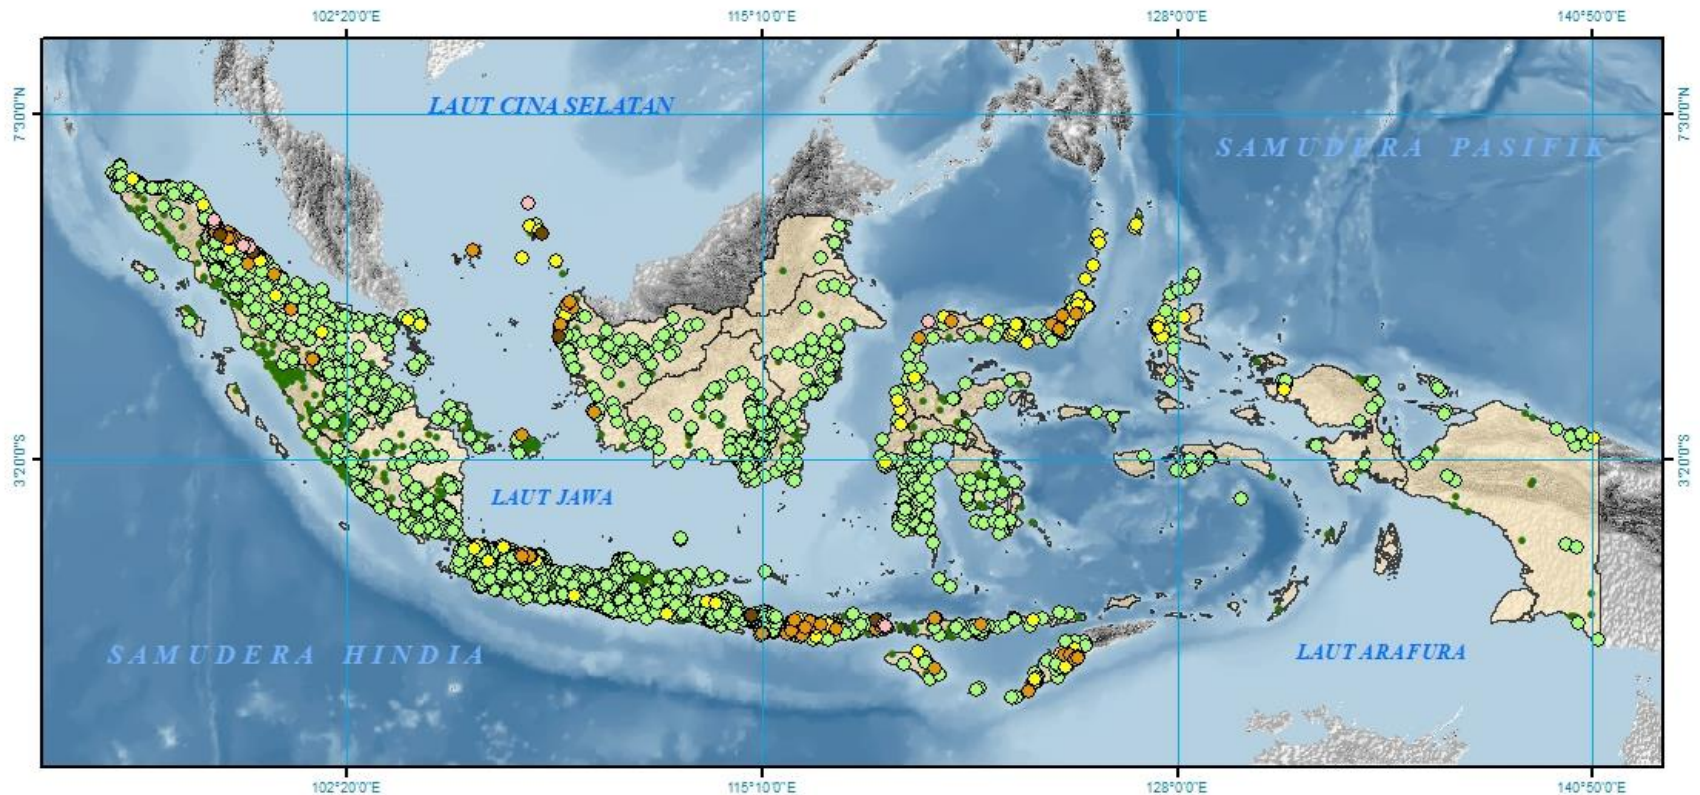 102°20'0"E 115°10'0"E 128°0'0"E 140°50'0"E
LAUT CINA SELATAN
7°30'0"N 7°30'0"N
SAMUDERA PASIFIK
3°20'0"S 3°20'0"S
LAUT JAWA
SAMUDERA HINDIA
LAUT ARAFURA
102°20'0"E 115°10'0"E 128°0'0"E 140°50'0"E